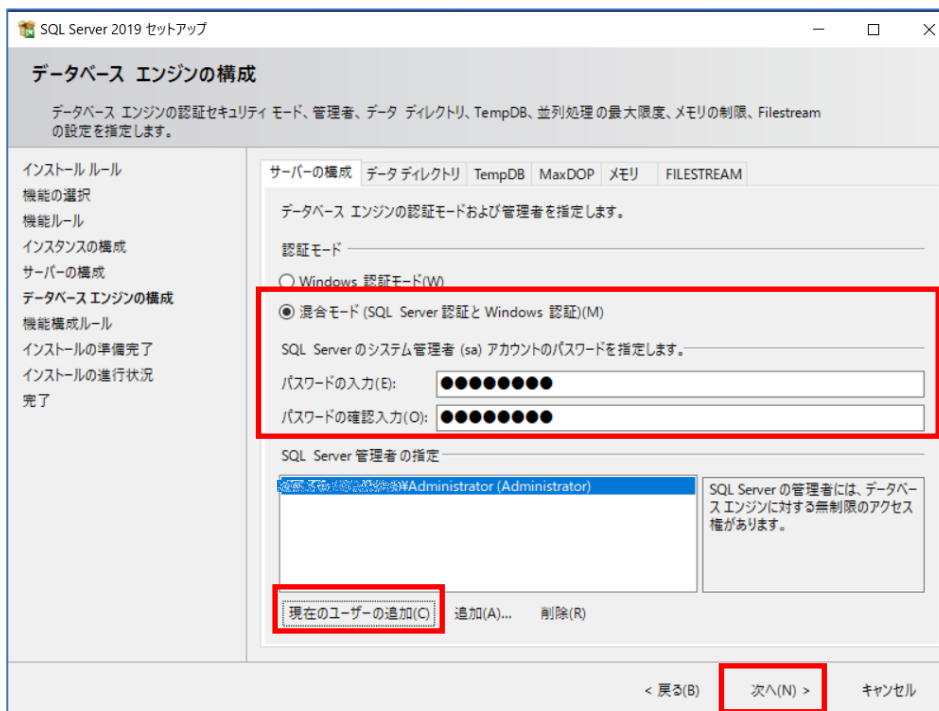 SQL Server 2019 セットアップ
データベース エンジンの構成
データベース エンジンの認証セキュリティ モード、管理者、データ ディレクトリ、TempDB、並列処理の最大限度、メモリの制限、Filestream
の設定を指定します。
インストール ルール
機能の選択
機能ルール
インスタンスの構成
サーバーの構成
データベース エンジンの構成
機能構成ルール
インストールの準備完了
インストールの進行状況
完了
サーバーの構成 データ ディレクトリ TempDB MaxDOP メモリ FILESTREAM
データベース エンジンの認証モードおよび管理者を指定します。
認証モード
Windows 認証モード(W)
混合モード (SQL Server 認証と Windows 認証)(M)
SQL Server のシステム管理者 (sa) アカウントのパスワードを指定します。
パスワードの入力(E): ●●●●●●●●
パスワードの確認入力(O): ●●●●●●●●
SQL Server 管理者の指定
¥Administrator (Administrator)
SQL Server の管理者には、データベー
ス エンジンに対する無制限のアクセス
権があります。
現在のユーザーの追加(C) 追加(A)... 削除(R)
< 戻る(B) 次へ(N) > キャンセル